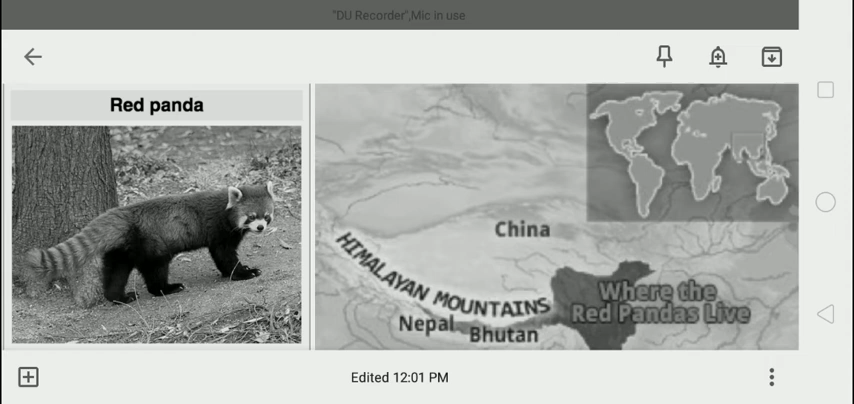 "DU Recorder",Mic in use
Red panda
China
HIMALAYAN MOUNTAINS
Where the
Red Pandas Live
Nepal
Bhutan
Edited 12:01 PM